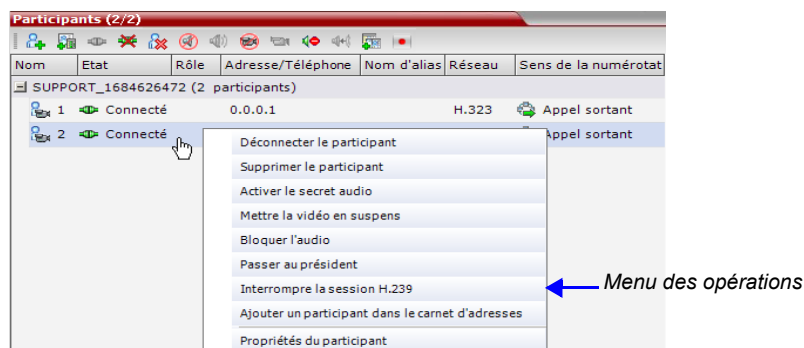 Participants (2/2)
Nom Etat Rôle Adresse/Téléphone Nom d'alias Réseau Sens de la numérotat
SUPPORT_1684626472 (2 participants)
1 Connecté 0.0.0.1 H.323 Appel sortant
2 Connecté Appel sortant
Déconnecter le participant
Supprimer le participant
Activer le secret audio
Mettre la vidéo en suspens
Bloquer l'audio
Passer au président
Interrompre la session H.239
Menu des opérations
Ajouter un participant dans le carnet d'adresses
Propriétés du participant